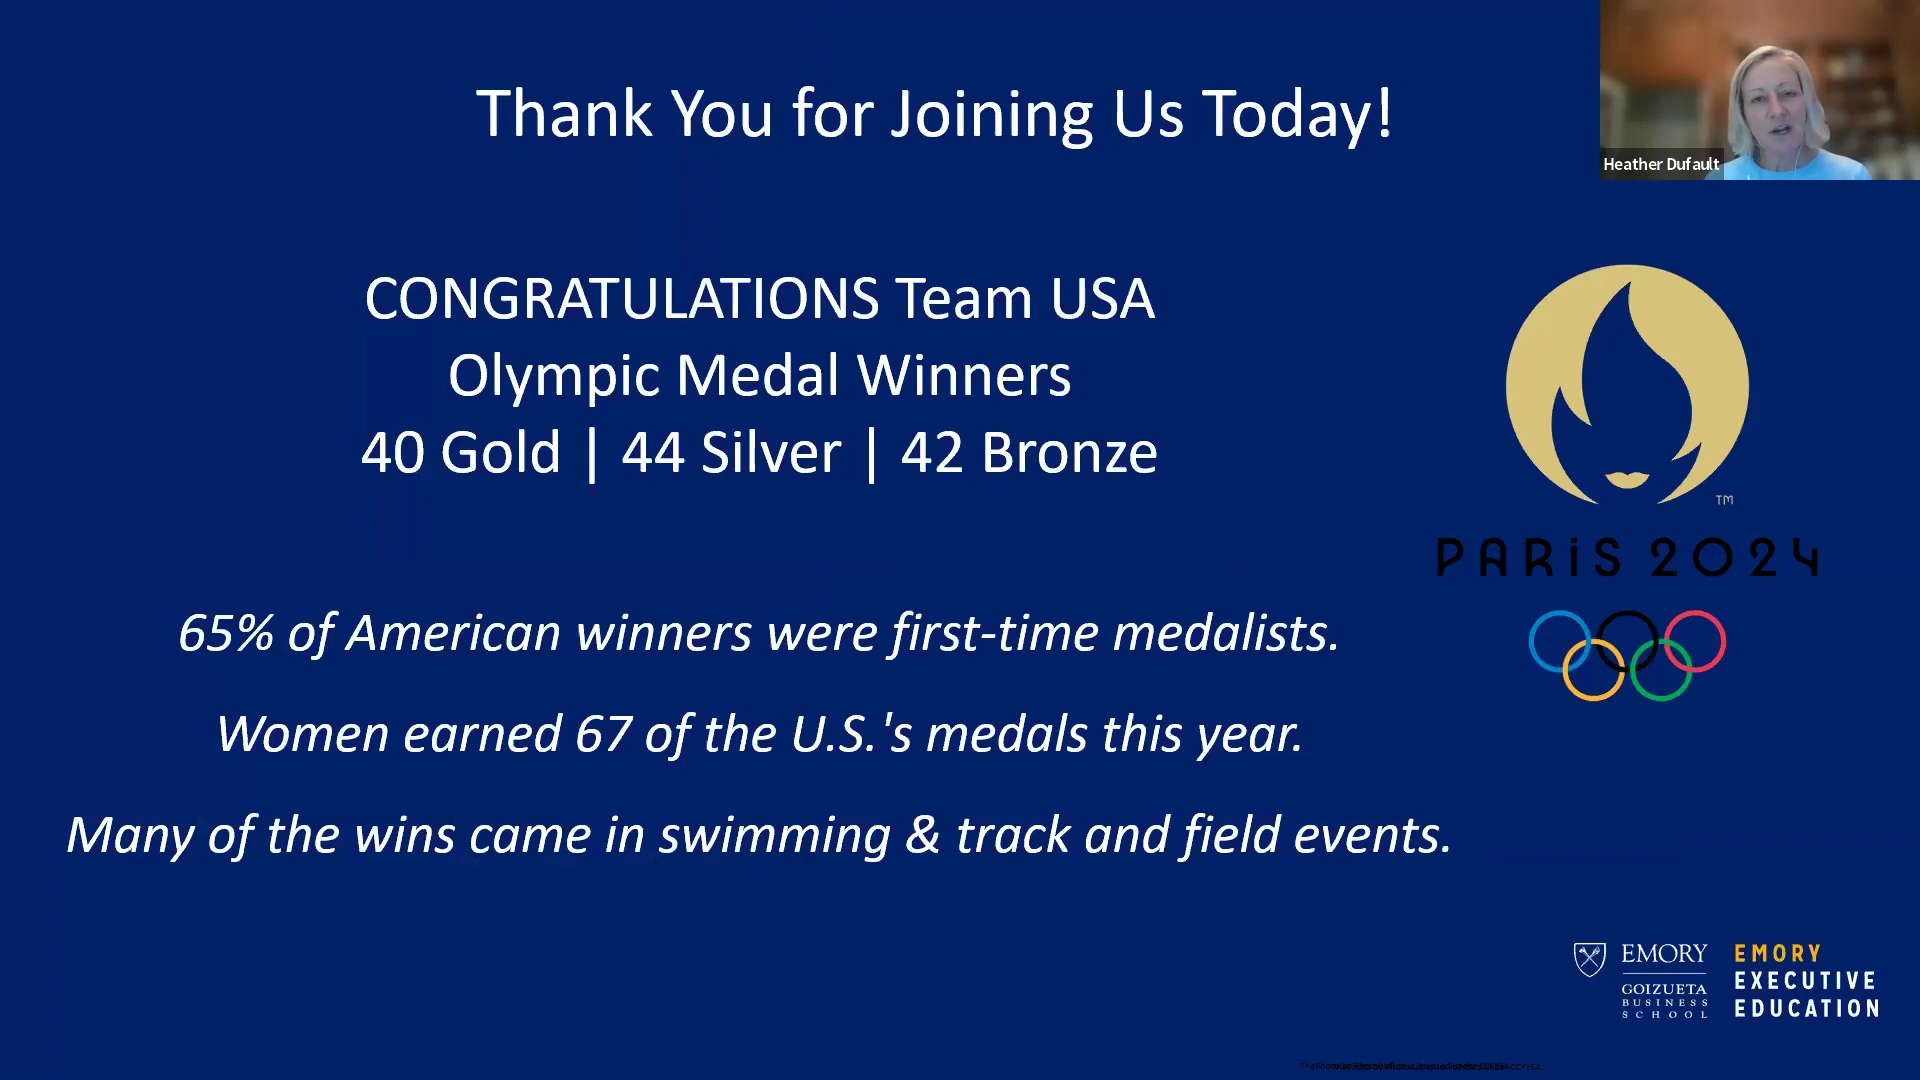 Thank You for Joining Us Today!
Heather Dufault
CONGRATULATIONS Team USA
Olympic Medal Winners
40 Gold | 44 Silver | 42 Bronze
TM
PARIS 2024
65% of American winners were first-time medalists.
Women earned 67 of the U.S.'s medals this year.
Many of the wins came in swimming & track and field events.
EMORY
GOIZUETA
BUSINESS
SCHOOL
EMORY
EXECUTIVE
EDUCATION